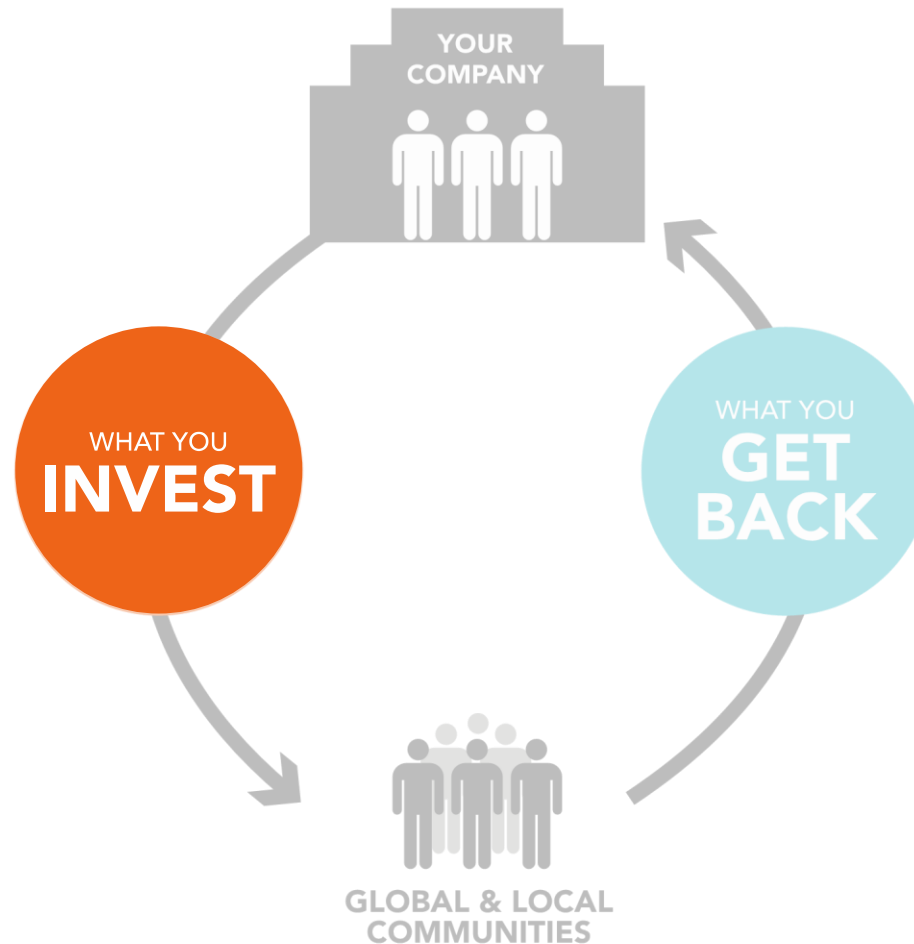 YOUR
COMPANY
WHAT YOU
INVEST
WHAT YOU
GET
BACK
GLOBAL & LOCAL
COMMUNITIES